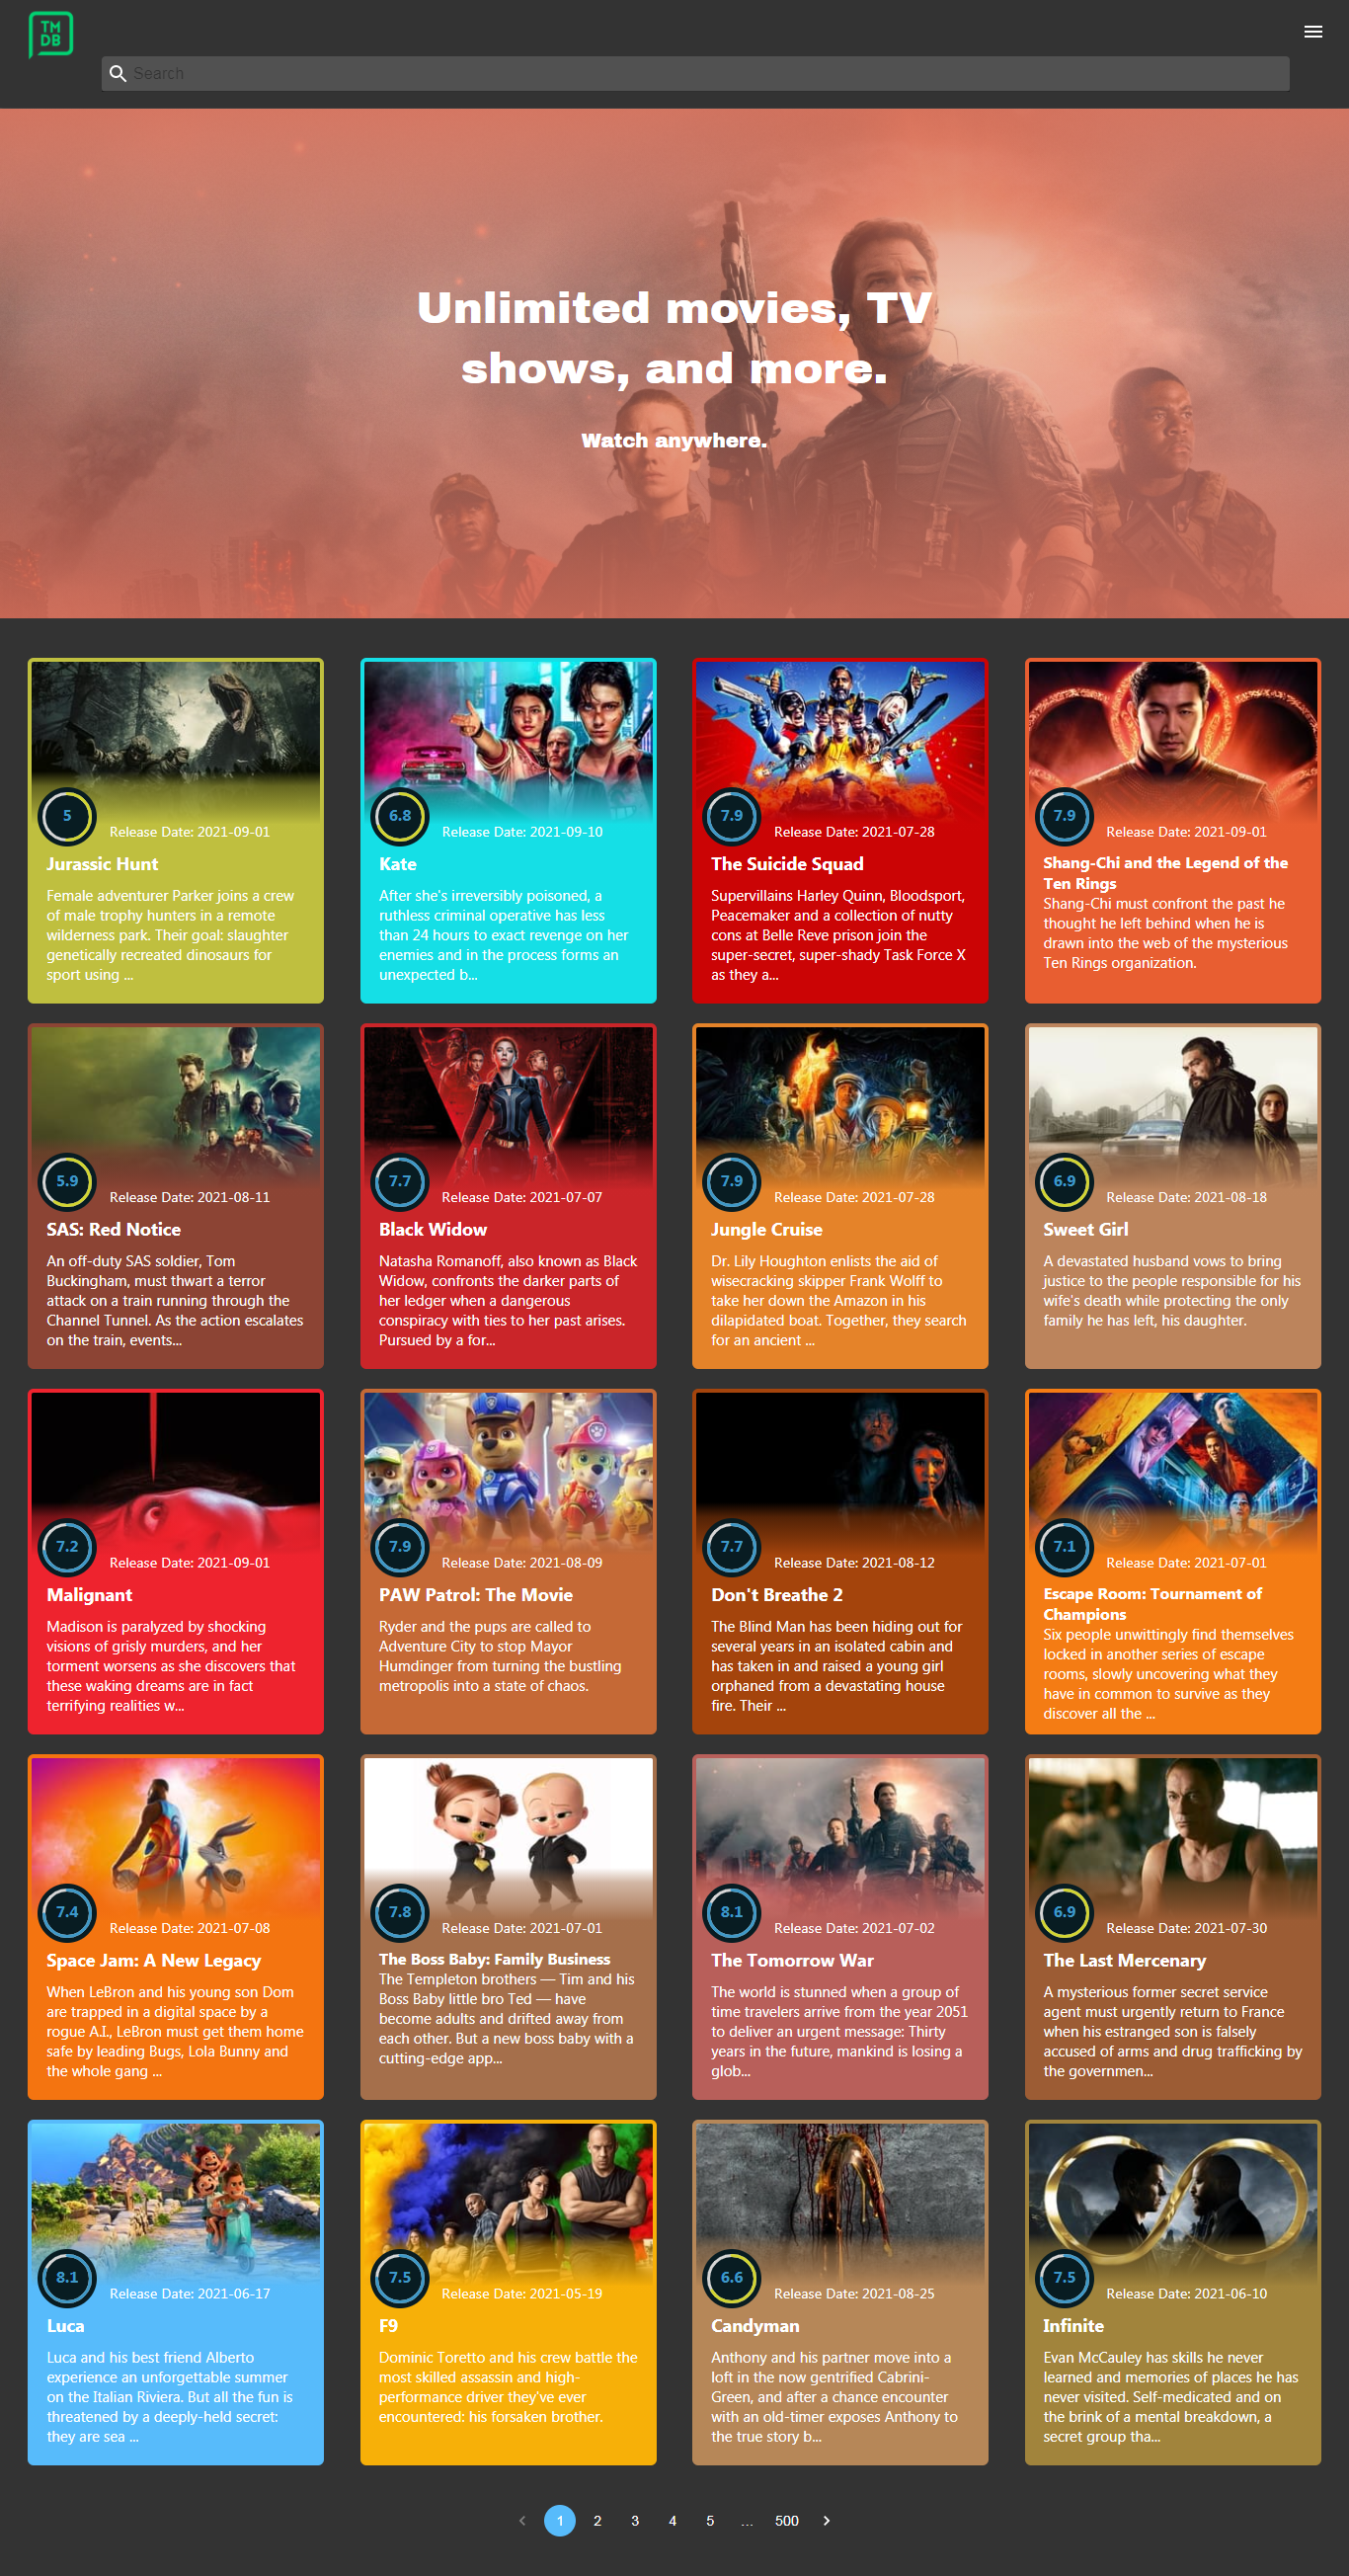 TM
DB
Search
Unlimited movies, TV
shows, and more.
Watch anywhere.
5
Release Date: 2021-09-01
Jurassic Hunt
Female adventurer Parker joins a crew
of male trophy hunters in a remote
wilderness park. Their goal: slaughter
genetically recreated dinosaurs for
sport using ...
6.8
Release Date: 2021-09-10
Kate
After she's irreversibly poisoned, a
ruthless criminal operative has less
than 24 hours to exact revenge on her
enemies and in the process forms an
unexpected b...
7.9
Release Date: 2021-07-28
The Suicide Squad
Supervillains Harley Quinn, Bloodsport,
Peacemaker and a collection of nutty
cons at Belle Reve prison join the
super-secret, super-shady Task Force X
as they a...
7.9
Release Date: 2021-09-01
Shang-Chi and the Legend of the
Ten Rings
Shang-Chi must confront the past he
thought he left behind when he is
drawn into the web of the mysterious
Ten Rings organization.
5.9
Release Date: 2021-08-11
SAS: Red Notice
An off-duty SAS soldier, Tom
Buckingham, must thwart a terror
attack on a train running through the
Channel Tunnel. As the action escalates
on the train, events...
7.7
Release Date: 2021-07-07
Black Widow
Natasha Romanoff, also known as Black
Widow, confronts the darker parts of
her ledger when a dangerous
conspiracy with ties to her past arises.
Pursued by a for...
7.9
Release Date: 2021-07-28
Jungle Cruise
Dr. Lily Houghton enlists the aid of
wisecracking skipper Frank Wolff to
take her down the Amazon in his
dilapidated boat. Together, they search
for an ancient ...
6.9
Release Date: 2021-08-18
Sweet Girl
A devastated husband vows to bring
justice to the people responsible for his
wife's death while protecting the only
family he has left, his daughter.
7.2
Release Date: 2021-09-01
Malignant
Madison is paralyzed by shocking
visions of grisly murders, and her
torment worsens as she discovers that
these waking dreams are in fact
terrifying realities w...
7.9
Release Date: 2021-08-09
PAW Patrol: The Movie
Ryder and the pups are called to
Adventure City to stop Mayor
Humdinger from turning the bustling
metropolis into a state of chaos.
7.7
Release Date: 2021-08-12
Don't Breathe 2
The Blind Man has been hiding out for
several years in an isolated cabin and
has taken in and raised a young girl
orphaned from a devastating house
fire. Their ...
7.1
Release Date: 2021-07-01
Escape Room: Tournament of
Champions
Six people unwittingly find themselves
locked in another series of escape
rooms, slowly uncovering what they
have in common to survive as they
discover all the ...
7.4
Release Date: 2021-07-08
Space Jam: A New Legacy
When LeBron and his young son Dom
are trapped in a digital space by a
rogue A.I., LeBron must get them home
safe by leading Bugs, Lola Bunny and
the whole gang ...
7.8
Release Date: 2021-07-01
The Boss Baby: Family Business
The Templeton brothers — Tim and his
Boss Baby little bro Ted — have
become adults and drifted away from
each other. But a new boss baby with a
cutting-edge app...
8.1
Release Date: 2021-07-02
The Tomorrow War
The world is stunned when a group of
time travelers arrive from the year 2051
to deliver an urgent message: Thirty
years in the future, mankind is losing a
glob...
6.9
Release Date: 2021-07-30
The Last Mercenary
A mysterious former secret service
agent must urgently return to France
when his estranged son is falsely
accused of arms and drug trafficking by
the governmen...
8.1
Release Date: 2021-06-17
Luca
Luca and his best friend Alberto
experience an unforgettable summer
on the Italian Riviera. But all the fun is
threatened by a deeply-held secret:
they are sea ...
7.5
Release Date: 2021-05-19
F9
Dominic Toretto and his crew battle the
most skilled assassin and high-
performance driver they've ever
encountered: his forsaken brother.
6.6
Release Date: 2021-08-25
Candyman
Anthony and his partner move into a
loft in the now gentrified Cabrini-
Green, and after a chance encounter
with an old-timer exposes Anthony to
the true story b...
7.5
Release Date: 2021-06-10
Infinite
Evan McCauley has skills he never
learned and memories of places he has
never visited. Self-medicated and on
the brink of a mental breakdown, a
secret group tha...
1 2 3 4 5 ... 500